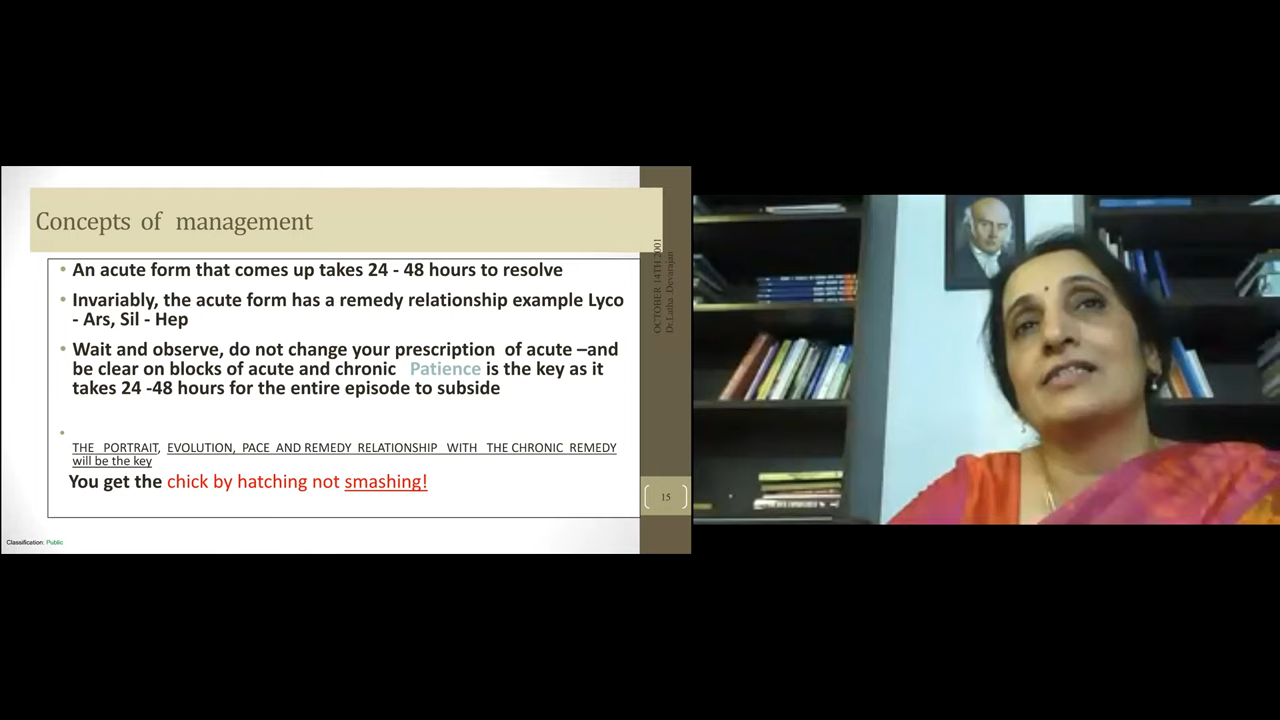 Concepts of management
• An acute form that comes up takes 24 - 48 hours to resolve
• Invariably, the acute form has a remedy relationship example Lyco
- Ars, Sil - Hep
• Wait and observe, do not change your prescription of acute –and
be clear on blocks of acute and chronic Patience is the key as it
takes 24 -48 hours for the entire episode to subside
•
THE PORTRAIT, EVOLUTION, PACE AND REMEDY RELATIONSHIP WITH THE CHRONIC REMEDY
will be the key
You get the chick by hatching not smashing!
OCTOBER 14TH 2001
Dr.Latha Devarajan
15
Classification: Public